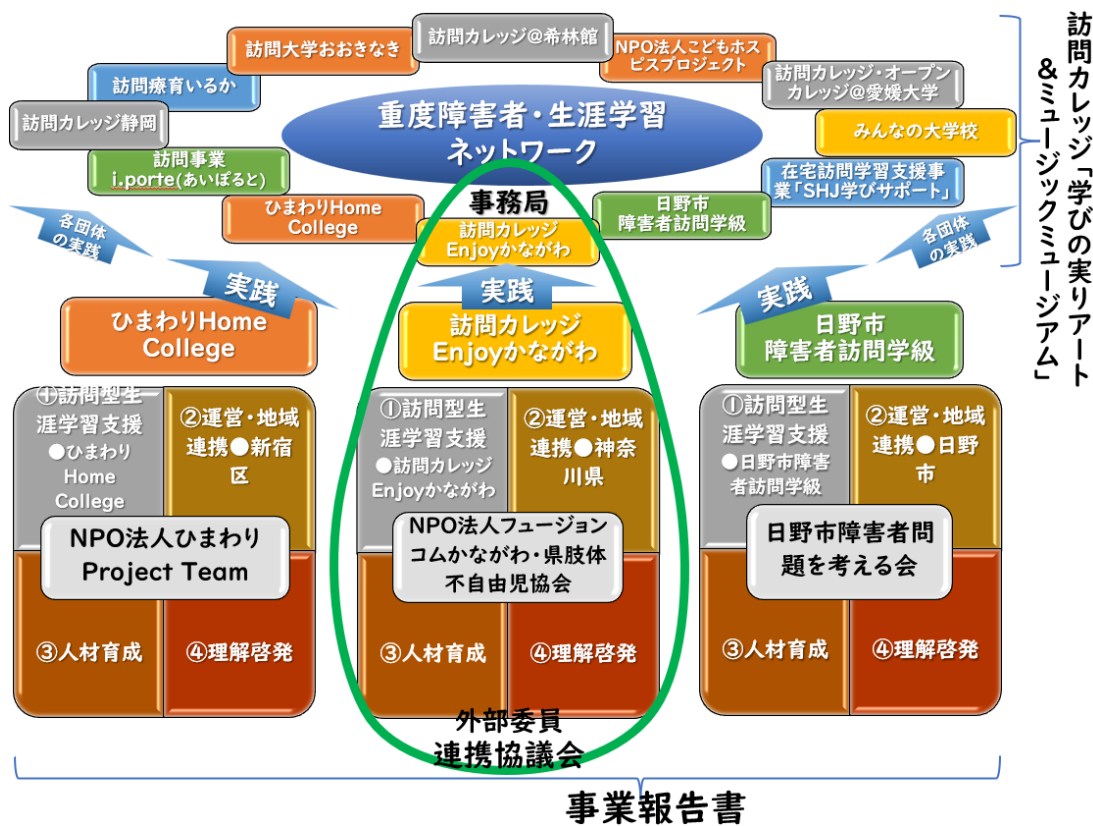 訪問カレッジ@希林館
訪問大学おおきなき
NPO法人こどもホス
ピスプロジェクト
訪問療育いるか
訪問カレッジ・オープン
カレッジ@愛媛大学
訪問カレッジ静岡
重度障害者・生涯学習
ネットワーク
みんなの大学校
訪問事業
i.porte(あいぽると)
在宅訪問学習支援事
業「SHJ学びサポート」
ひまわりHome
College
事務局
訪問カレッジ
Enjoyかながわ
日野市
障害者訪問学級
訪問カレッジ「学びの実りアート
&ミュージックミュージアム」
各団体
の実践
各団体
の実践
実践
実践
実践
ひまわりHome
College
訪問カレッジ
Enjoyかながわ
日野市
障害者訪問学級
①訪問型生
涯学習支援
●ひまわり
Home
College
②運営・地域
連携●新宿
区
NPO法人ひまわり
Project Team
③人材育成
④理解啓発
①訪問型生
涯学習支援
●訪問カレッジ
Enjoyかながわ
②運営・地域
連携●神奈
川県
NPO法人フュージョン
コムかながわ・県肢体
不自由児協会
③人材育成
④理解啓発
①訪問型生
涯学習支援
●日野市障害
者訪問学級
②運営・地域
連携●日野
市
日野市障害者問
題を考える会
③人材育成
④理解啓発
外部委員
連携協議会
事業報告書